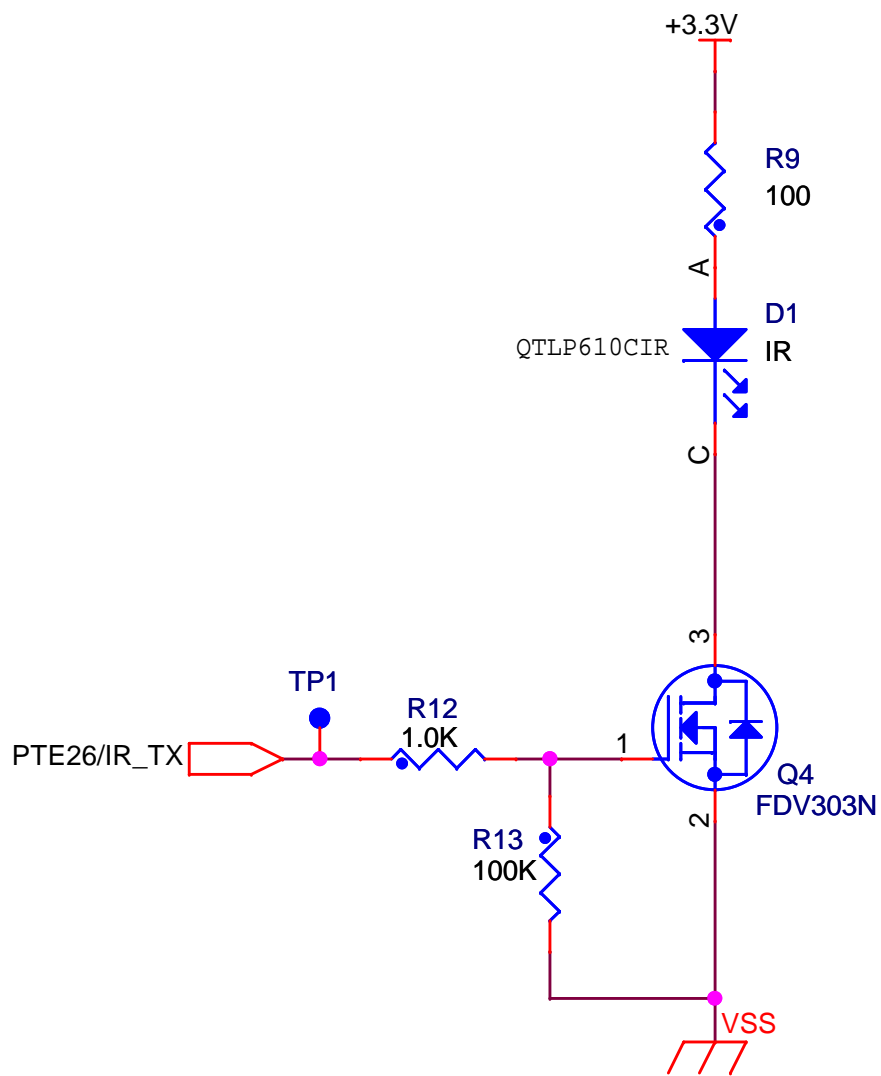 +3.3V
R9
100
A
D1
QTLP610CIR
IR
C
3
TP1
R12
1.0K
PTE26/IR_TX
1
Q4
FDV303N
2
R13
100K
VSS